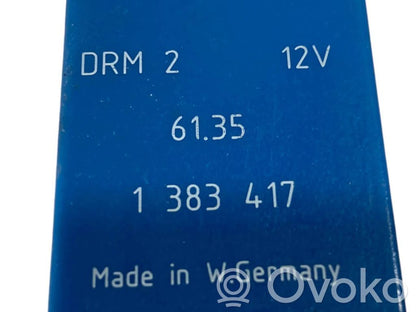 DRM 2 12V
61.35
1 383 417
Made in W.Germany
Ovoko